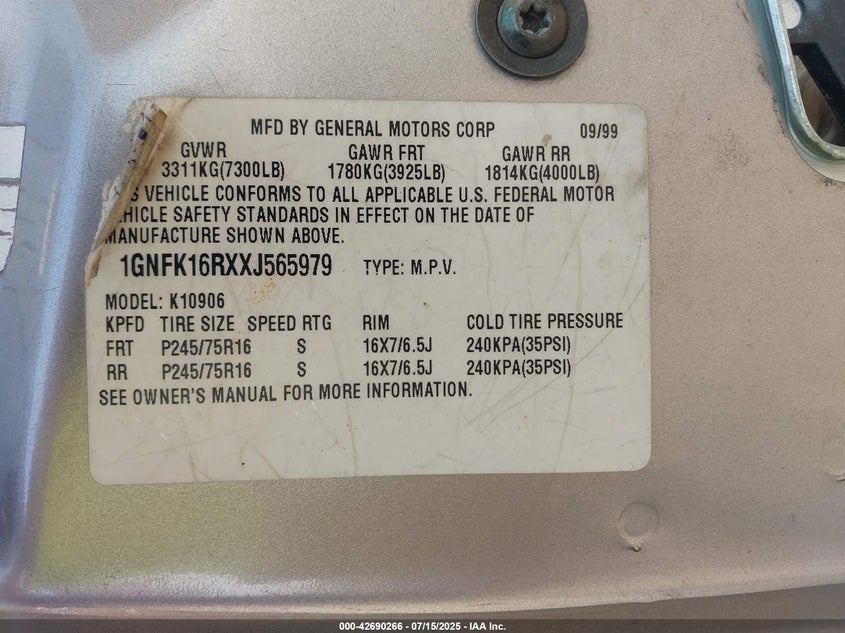 MFD BY GENERAL MOTORS CORP 09/99
GVWR GAWR FRT GAWR RR
3311KG(7300LB) 1780KG(3925LB) 1814KG(4000LB)
VEHICLE CONFORMS TO ALL APPLICABLE U.S. FEDERAL MOTOR
SAFETY STANDARDS IN EFFECT ON THE DATE OF
MANUFACTURE SHOWN ABOVE.
1GNFK16RXXJ565979 TYPE: M.P.V.
MODEL: K10906
KPFD TIRE SIZE SPEED RTG RIM COLD TIRE PRESSURE
FRT P245/75R16 S 16X7/6.5J 240KPA(35PSI)
RR P245/75R16 S 16X7/6.5J 240KPA(35PSI)
SEE OWNER'S MANUAL FOR MORE INFORMATION.
000-42690266 - 07/15/2025 - IAA Inc.